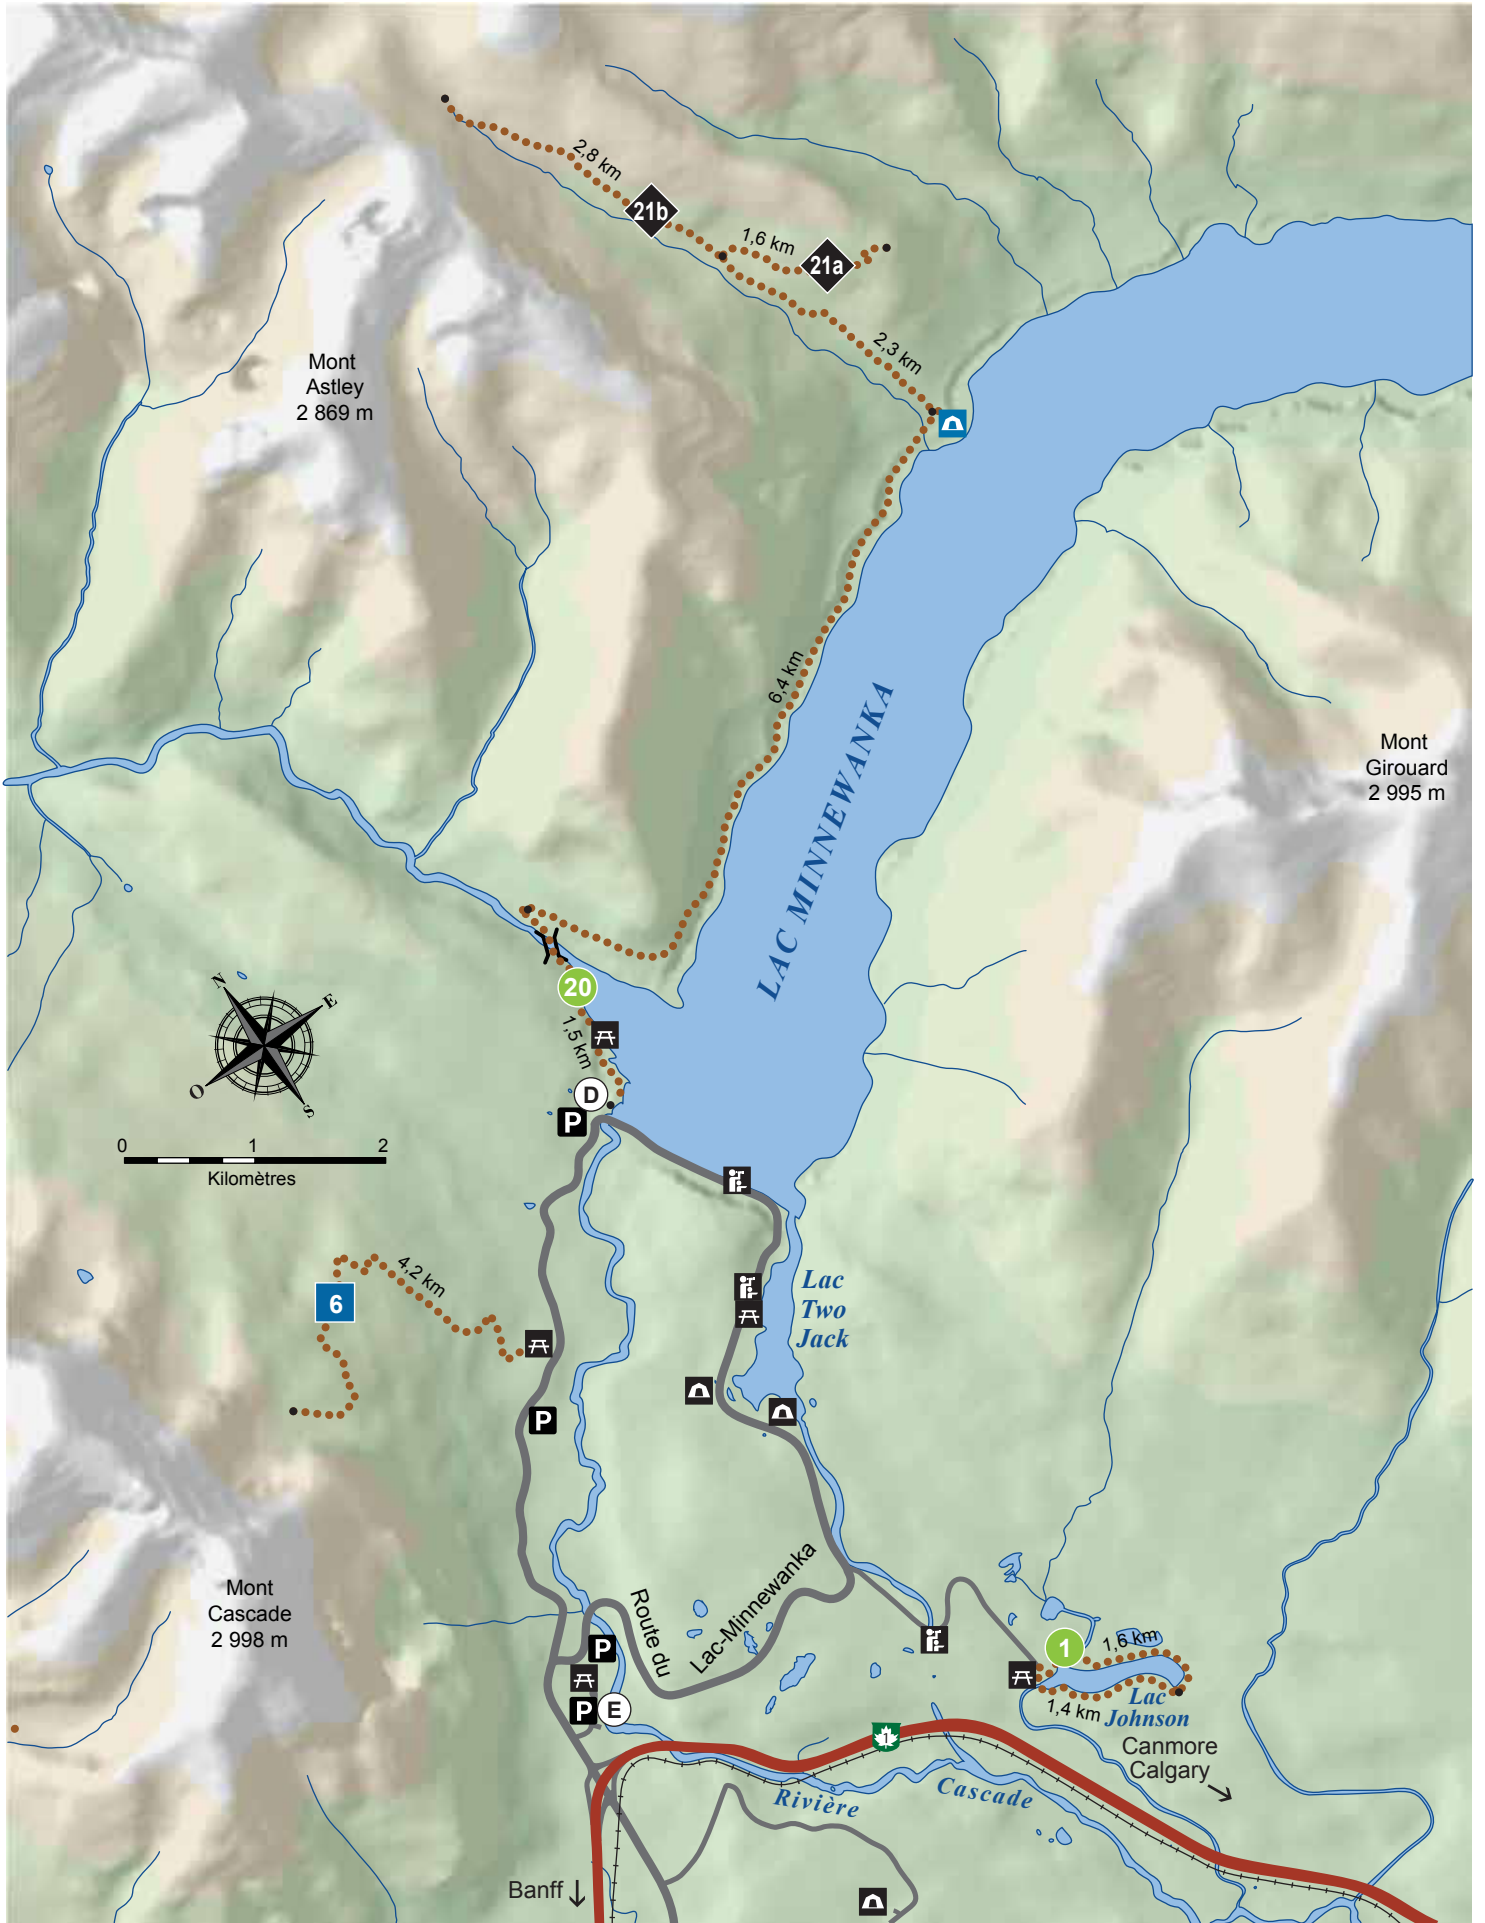 2,8 km
21b
1,6 km
21a
2,3 km
Mont
Astley
2 869 m
6,4 km
LAC MINNEWANKA
Mont
Girouard
2 995 m
N
E
O
S
20
1,5 km
D
P
0 1 2
Kilomètres
4,2 km
6
Lac
Two
Jack
P
Mont
Cascade
2 998 m
Route du
Lac-Minnewanka
P
P
E
1
1,6 km
1,4 km
Lac
Johnson
1
Canmore
Calgary
Rivière
Cascade
Banff